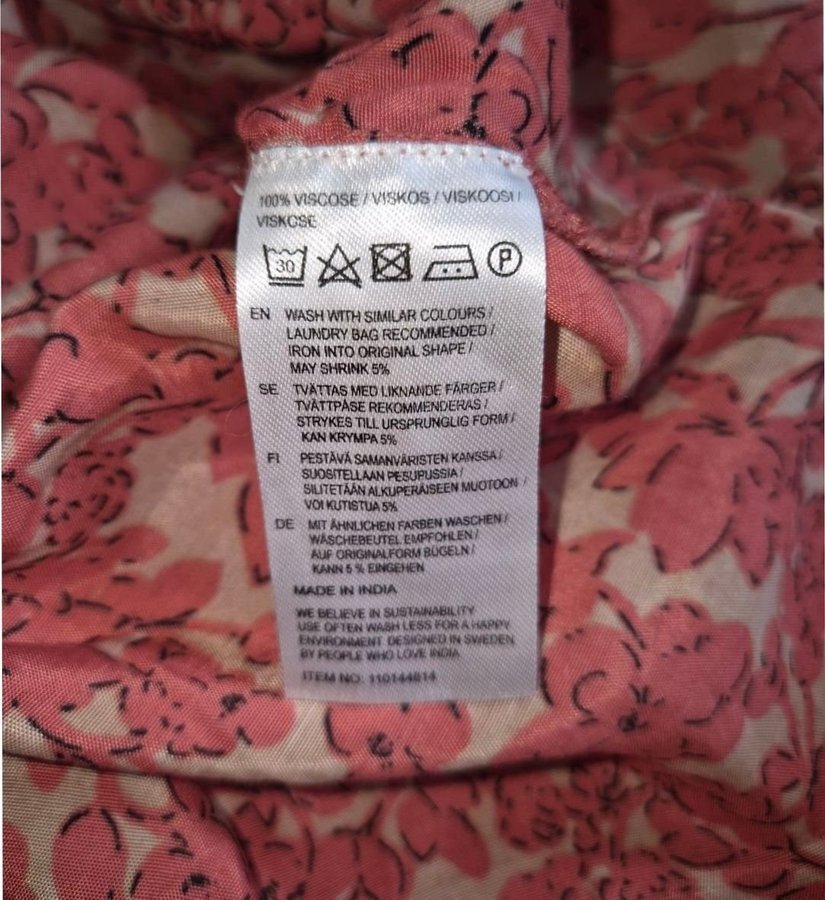 100% VISCOSE / VISKOS / VISKOOSI /
VISKOSE
30 P
EN WASH WITH SIMILAR COLOURS /
LAUNDRY BAG RECOMMENDED /
IRON INTO ORIGINAL SHAPE /
MAY SHRINK 5%
SE TVÄTTAS MED LIKNANDE FÄRGER /
TVÄTTPÅSE REKOMMENDERAS /
STRYKES TILL URSPRUNGLIG FORM /
KAN KRYMPA 5%
FI PESTÄVÄ SAMANVÄRISTEN KANSSA /
SUOSITELLAAN PESUPUSSIA /
SILITETÄÄN ALKUPERÄISEEN MUOTOON /
VOI KUTISTUA 5%
DE MIT ÄHNLICHEN FARBEN WASCHEN /
WÄSCHEBEUTEL EMPFOHLEN /
AUF ORIGINALFORM BÜGELN /
KANN 5 % EINGEHEN
MADE IN INDIA
WE BELIEVE IN SUSTAINABILITY
USE OFTEN WASH LESS FOR A HAPPY
ENVIRONMENT DESIGNED IN SWEDEN
BY PEOPLE WHO LOVE INDIA
ITEM NO: 110144814